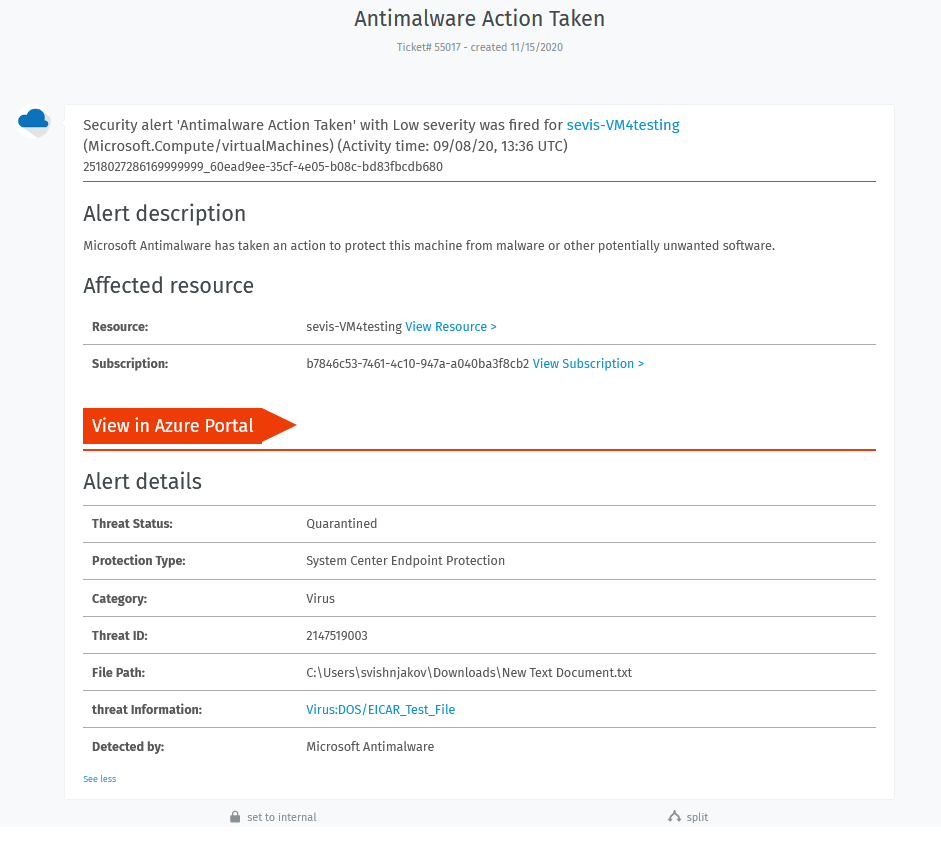 Antimalware Action Taken
Ticket# 55017 - created 11/15/2020
Security alert 'Antimalware Action Taken' with Low severity was fired for sevis-VM4testing
(Microsoft.Compute/virtualMachines) (Activity time: 09/08/20, 13:36 UTC)
2518027286169999999_60ead9ee-35cf-4e05-b08c-bd83fbcdb680
Alert description
Microsoft Antimalware has taken an action to protect this machine from malware or other potentially unwanted software.
Affected resource
Resource: sevis-VM4testing View Resource >
Subscription: b7846c53-7461-4c10-947a-a040ba3f8cb2 View Subscription >
View in Azure Portal
Alert details
Threat Status: Quarantined
Protection Type: System Center Endpoint Protection
Category: Virus
Threat ID: 2147519003
File Path: C:\Users\svishnjakov\Downloads\New Text Document.txt
threat Information: Virus:DOS/EICAR_Test_File
Detected by: Microsoft Antimalware
See less
set to internal split